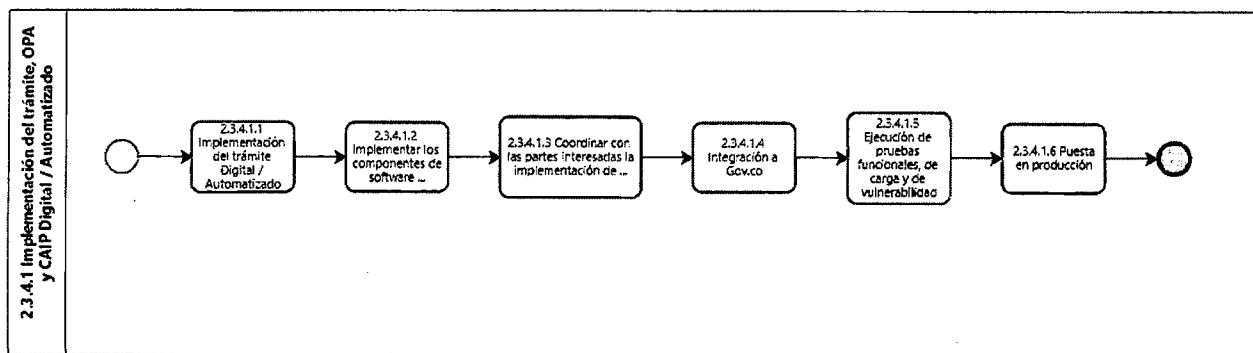 2.3.4.1 Implementación del trámite, OPA
y CAIP Digital / Automatizado
2.3.4.1.1
Implementación
del trámite
Digital /
Automatizado
2.3.4.1.2
Implementar los
componentes de
software ...
2.3.4.1.3 Coordinar con
las partes interesadas la
implementación de ...
2.3.4.1.4
Integración a
Gov.co
2.3.4.1.5
Ejecución de
pruebas
funcionales, de
carga y de
vulnerabilidad
2.3.4.1.6 Puesta
en producción